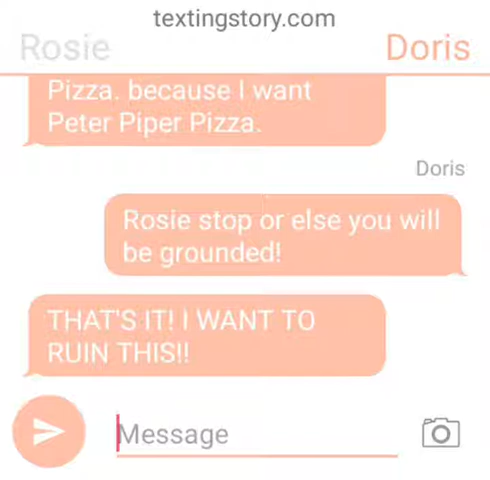 textingstory.com
Rosie Doris
Pizza. because I want
Peter Piper Pizza.
Doris
Rosie stop or else you will
be grounded!
THAT'S IT! I WANT TO
RUIN THIS!!
Message